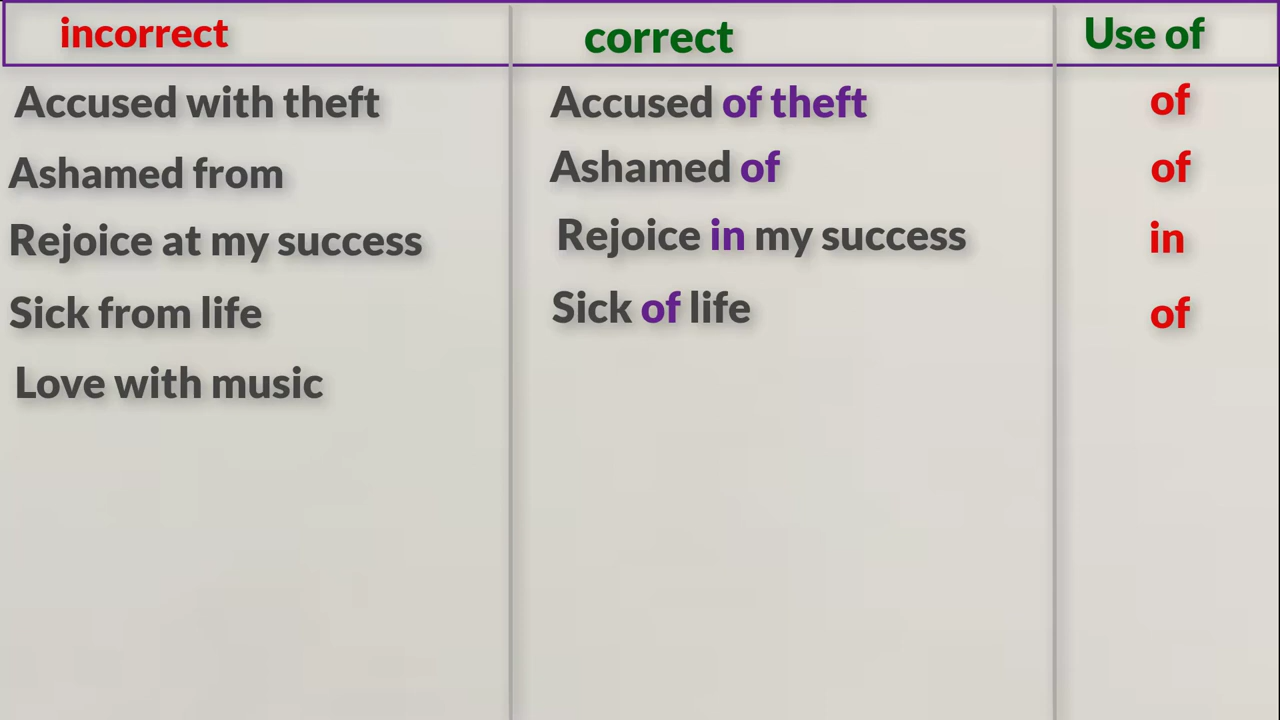 incorrect correct Use of
Accused with theft Accused of theft of
Ashamed from Ashamed of of
Rejoice at my success Rejoice in my success in
Sick from life Sick of life of
Love with music